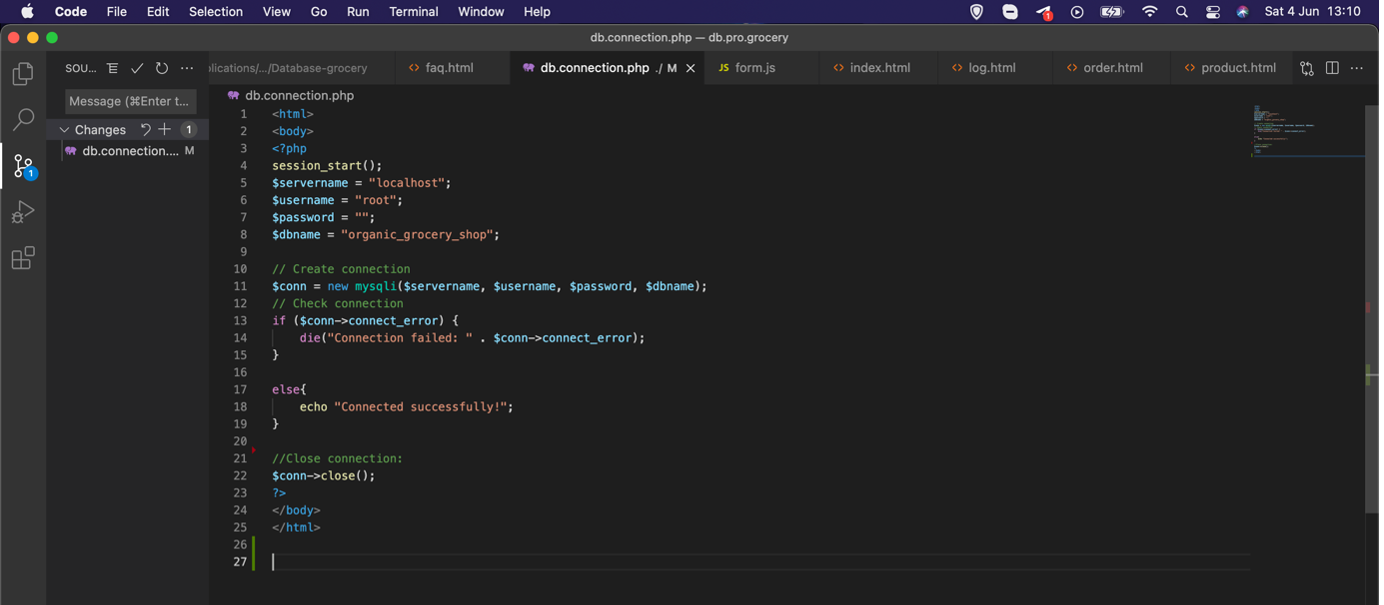 Code File Edit Selection View Go Run Terminal Window Help 1 Sat 4 Jun 13:10
db.connection.php — db.pro.grocery
SOU... lications/.../Database-grocery faq.html db.connection.php ./ M JS form.js index.html log.html order.html product.html
Message (⌘Enter t...
Changes 1
db.connection.... M
1
db.connection.php
1 <html>
2 <body>
3 <?php
4 session_start();
5 $servername = "localhost";
6 $username = "root";
7 $password = "";
8 $dbname = "organic_grocery_shop";
9
10 // Create connection
11 $conn = new mysqli($servername, $username, $password, $dbname);
12 // Check connection
13 if ($conn->connect_error) {
14 die("Connection failed: " . $conn->connect_error);
15 }
16
17 else{
18 echo "Connected successfully!";
19 }
20
21 //Close connection:
22 $conn->close();
23 ?>
24 </body>
25 </html>
26
27